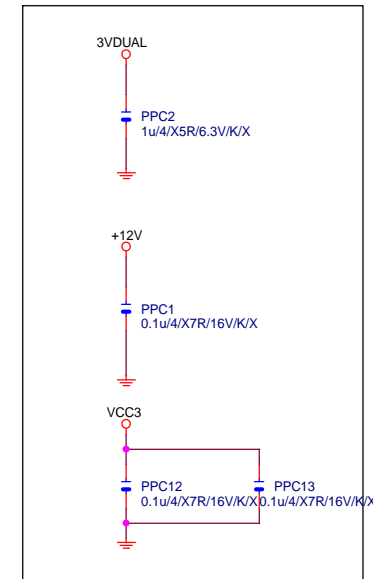 3VDUAL
PPC2
1u/4/X5R/6.3V/K/X
+12V
PPC1
0.1u/4/X7R/16V/K/X
VCC3
PPC12
0.1u/4/X7R/16V/K/X
PPC13
0.1u/4/X7R/16V/K/X